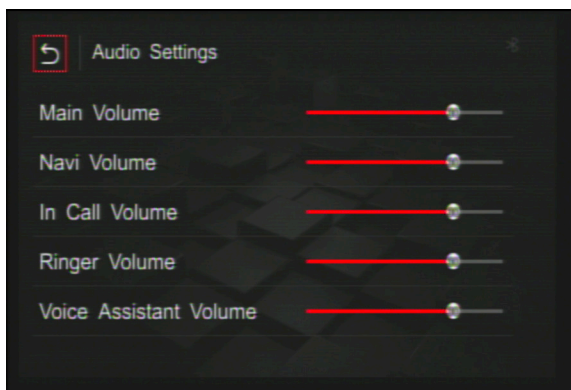 Audio Settings
Main Volume
Navi Volume
In Call Volume
Ringer Volume
Voice Assistant Volume